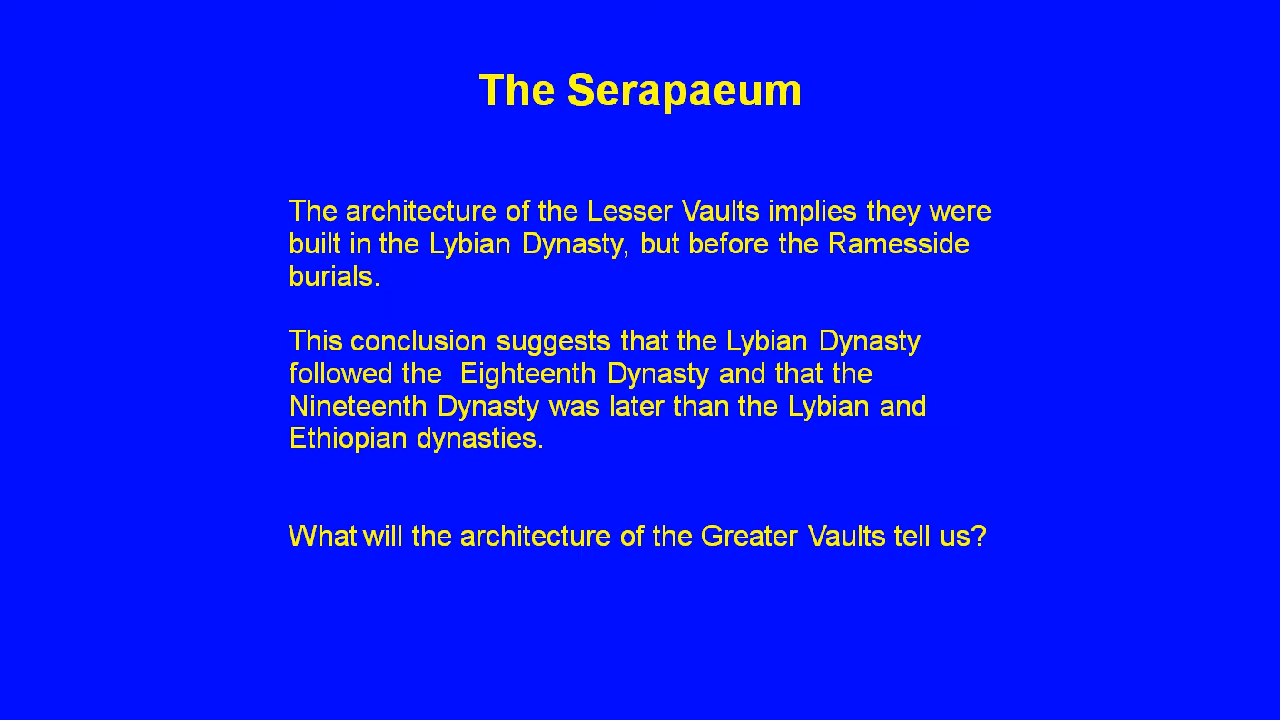 The Serapaeum
The architecture of the Lesser Vaults implies they were
built in the Lybian Dynasty, but before the Ramesside
burials.
This conclusion suggests that the Lybian Dynasty
followed the  Eighteenth Dynasty and that the
Nineteenth Dynasty was later than the Lybian and
Ethiopian dynasties.
What will the architecture of the Greater Vaults tell us?